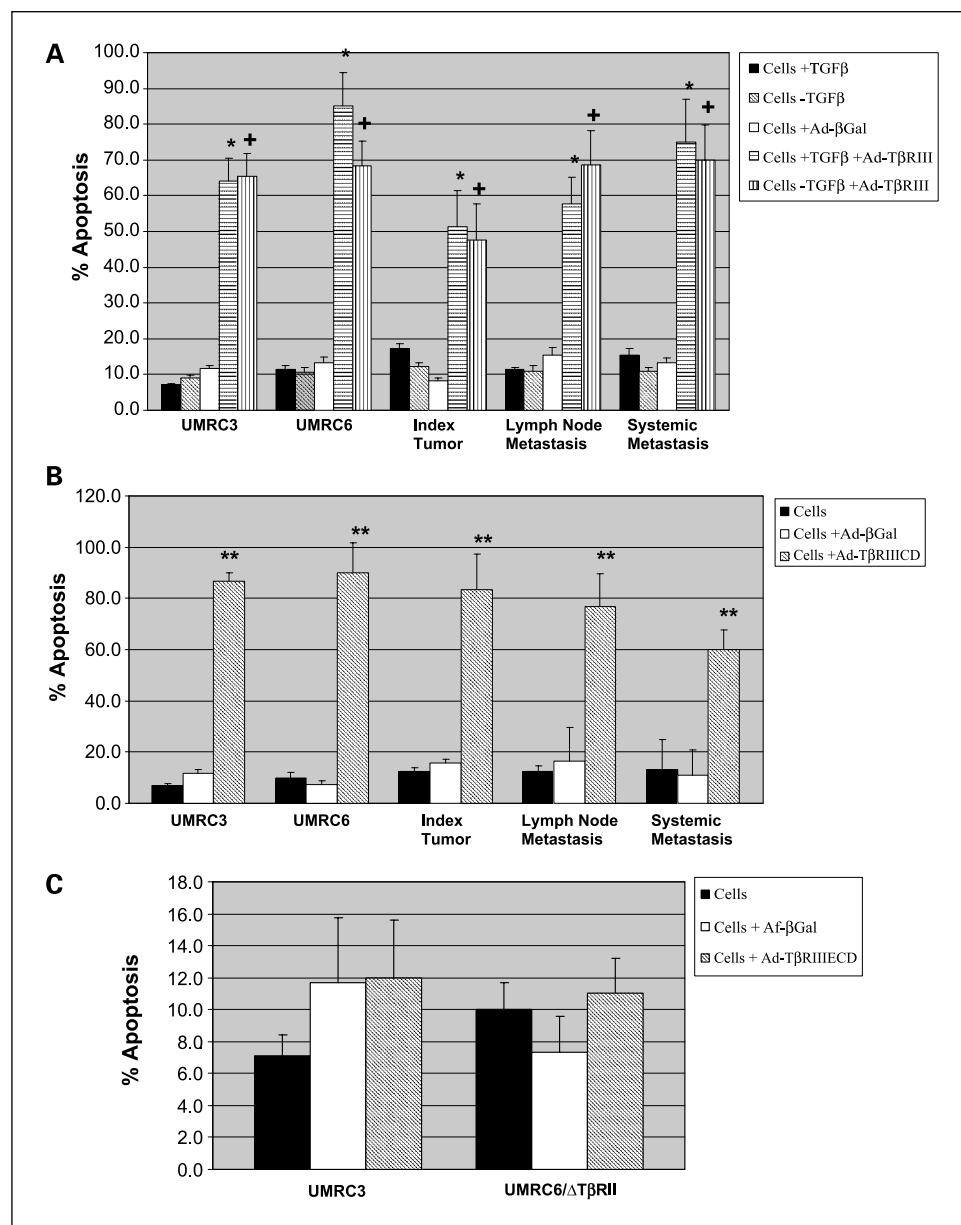 A
100.0
90.0
80.0
70.0
60.0
50.0
40.0
30.0
20.0
10.0
0.0
% Apoptosis
* + * + * + * + * +
UMRC3 UMRC6 Index Tumor Lymph Node Metastasis Systemic Metastasis
Cells +TGFβ
Cells -TGFβ
Cells +Ad-βGal
Cells +TGFβ +Ad-TβRIII
Cells -TGFβ +Ad-TβRIII
B
120.0
100.0
80.0
60.0
40.0
20.0
0.0
% Apoptosis
** ** ** ** **
UMRC3 UMRC6 Index Tumor Lymph Node Metastasis Systemic Metastasis
Cells
Cells +Ad-βGal
Cells +Ad-TβRIIICD
C
18.0
16.0
14.0
12.0
10.0
8.0
6.0
4.0
2.0
0.0
% Apoptosis
UMRC3 UMRC6/ΔTβRII
Cells
Cells + Af-βGal
Cells + Ad-TβRIIIECD